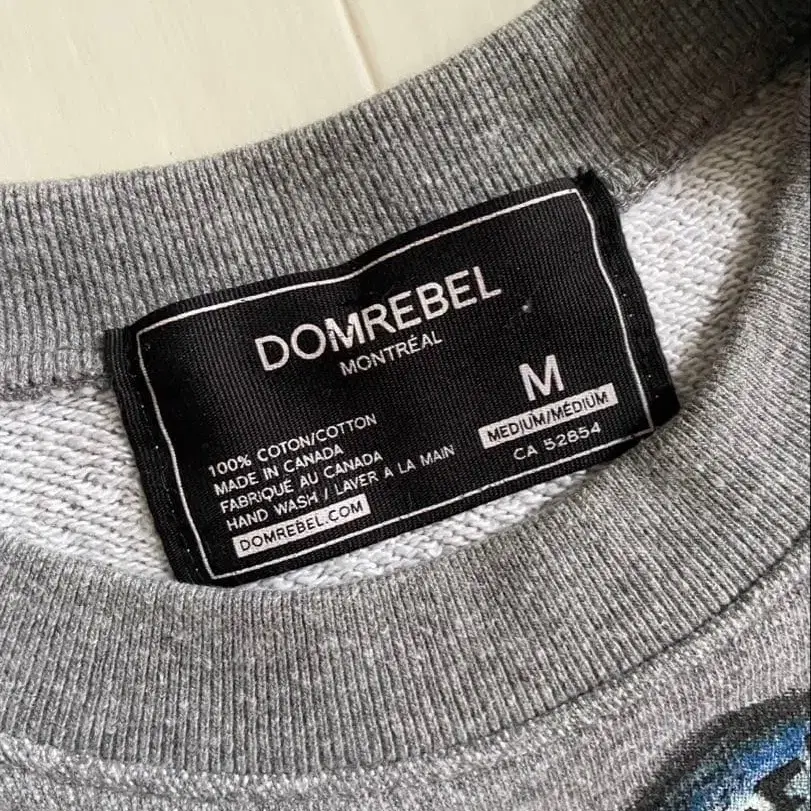 DOMREBEL
MONTRÉAL
M
MEDIUM/MÉDIUM
CA 52854
100% COTON/COTTON
MADE IN CANADA
FABRIQUÉ AU CANADA
HAND WASH / LAVER A LA MAIN
DOMREBEL.COM